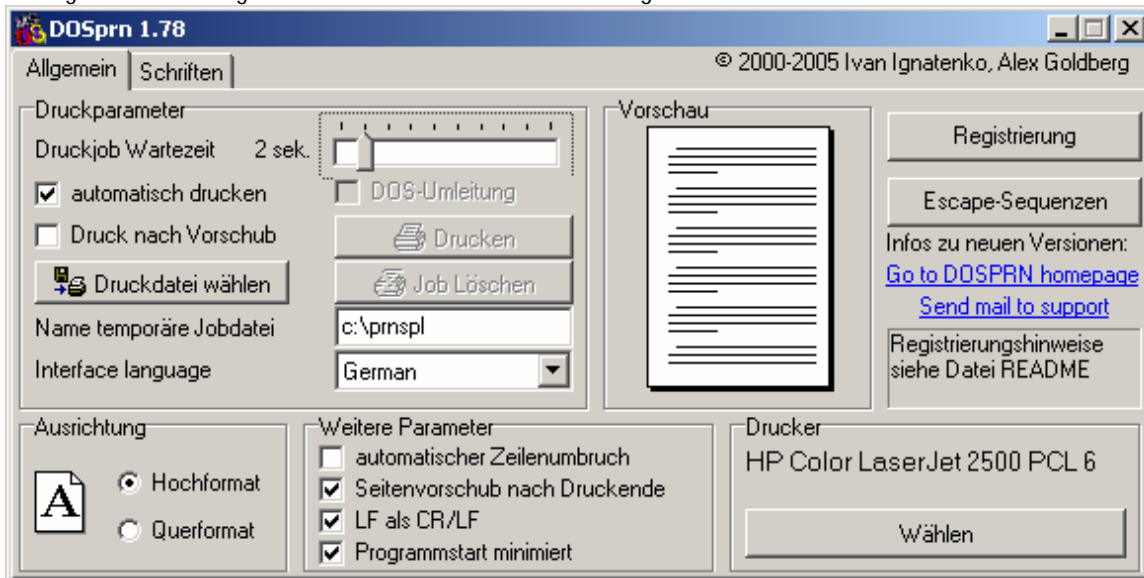 DOSprn 1.78
Allgemein
Schriften
© 2000-2005 Ivan Ignatenko, Alex Goldberg
Druckparameter
Druckjob Wartezeit 2 sek.
automatisch drucken
DOS-Umleitung
Druck nach Vorschub
Drucken
Druckdatei wählen
Job Löschen
Name temporäre Jobdatei
c:\prnspl
Interface language
German
Vorschau
Registrierung
Escape-Sequenzen
Infos zu neuen Versionen:
Go to DOSPRN homepage
Send mail to support
Registrierungshinweise
siehe Datei README
Ausrichtung
A
Hochformat
Querformat
Weitere Parameter
automatischer Zeilenumbruch
Seitenvorschub nach Druckende
LF als CR/LF
Programmstart minimiert
Drucker
HP Color LaserJet 2500 PCL 6
Wählen